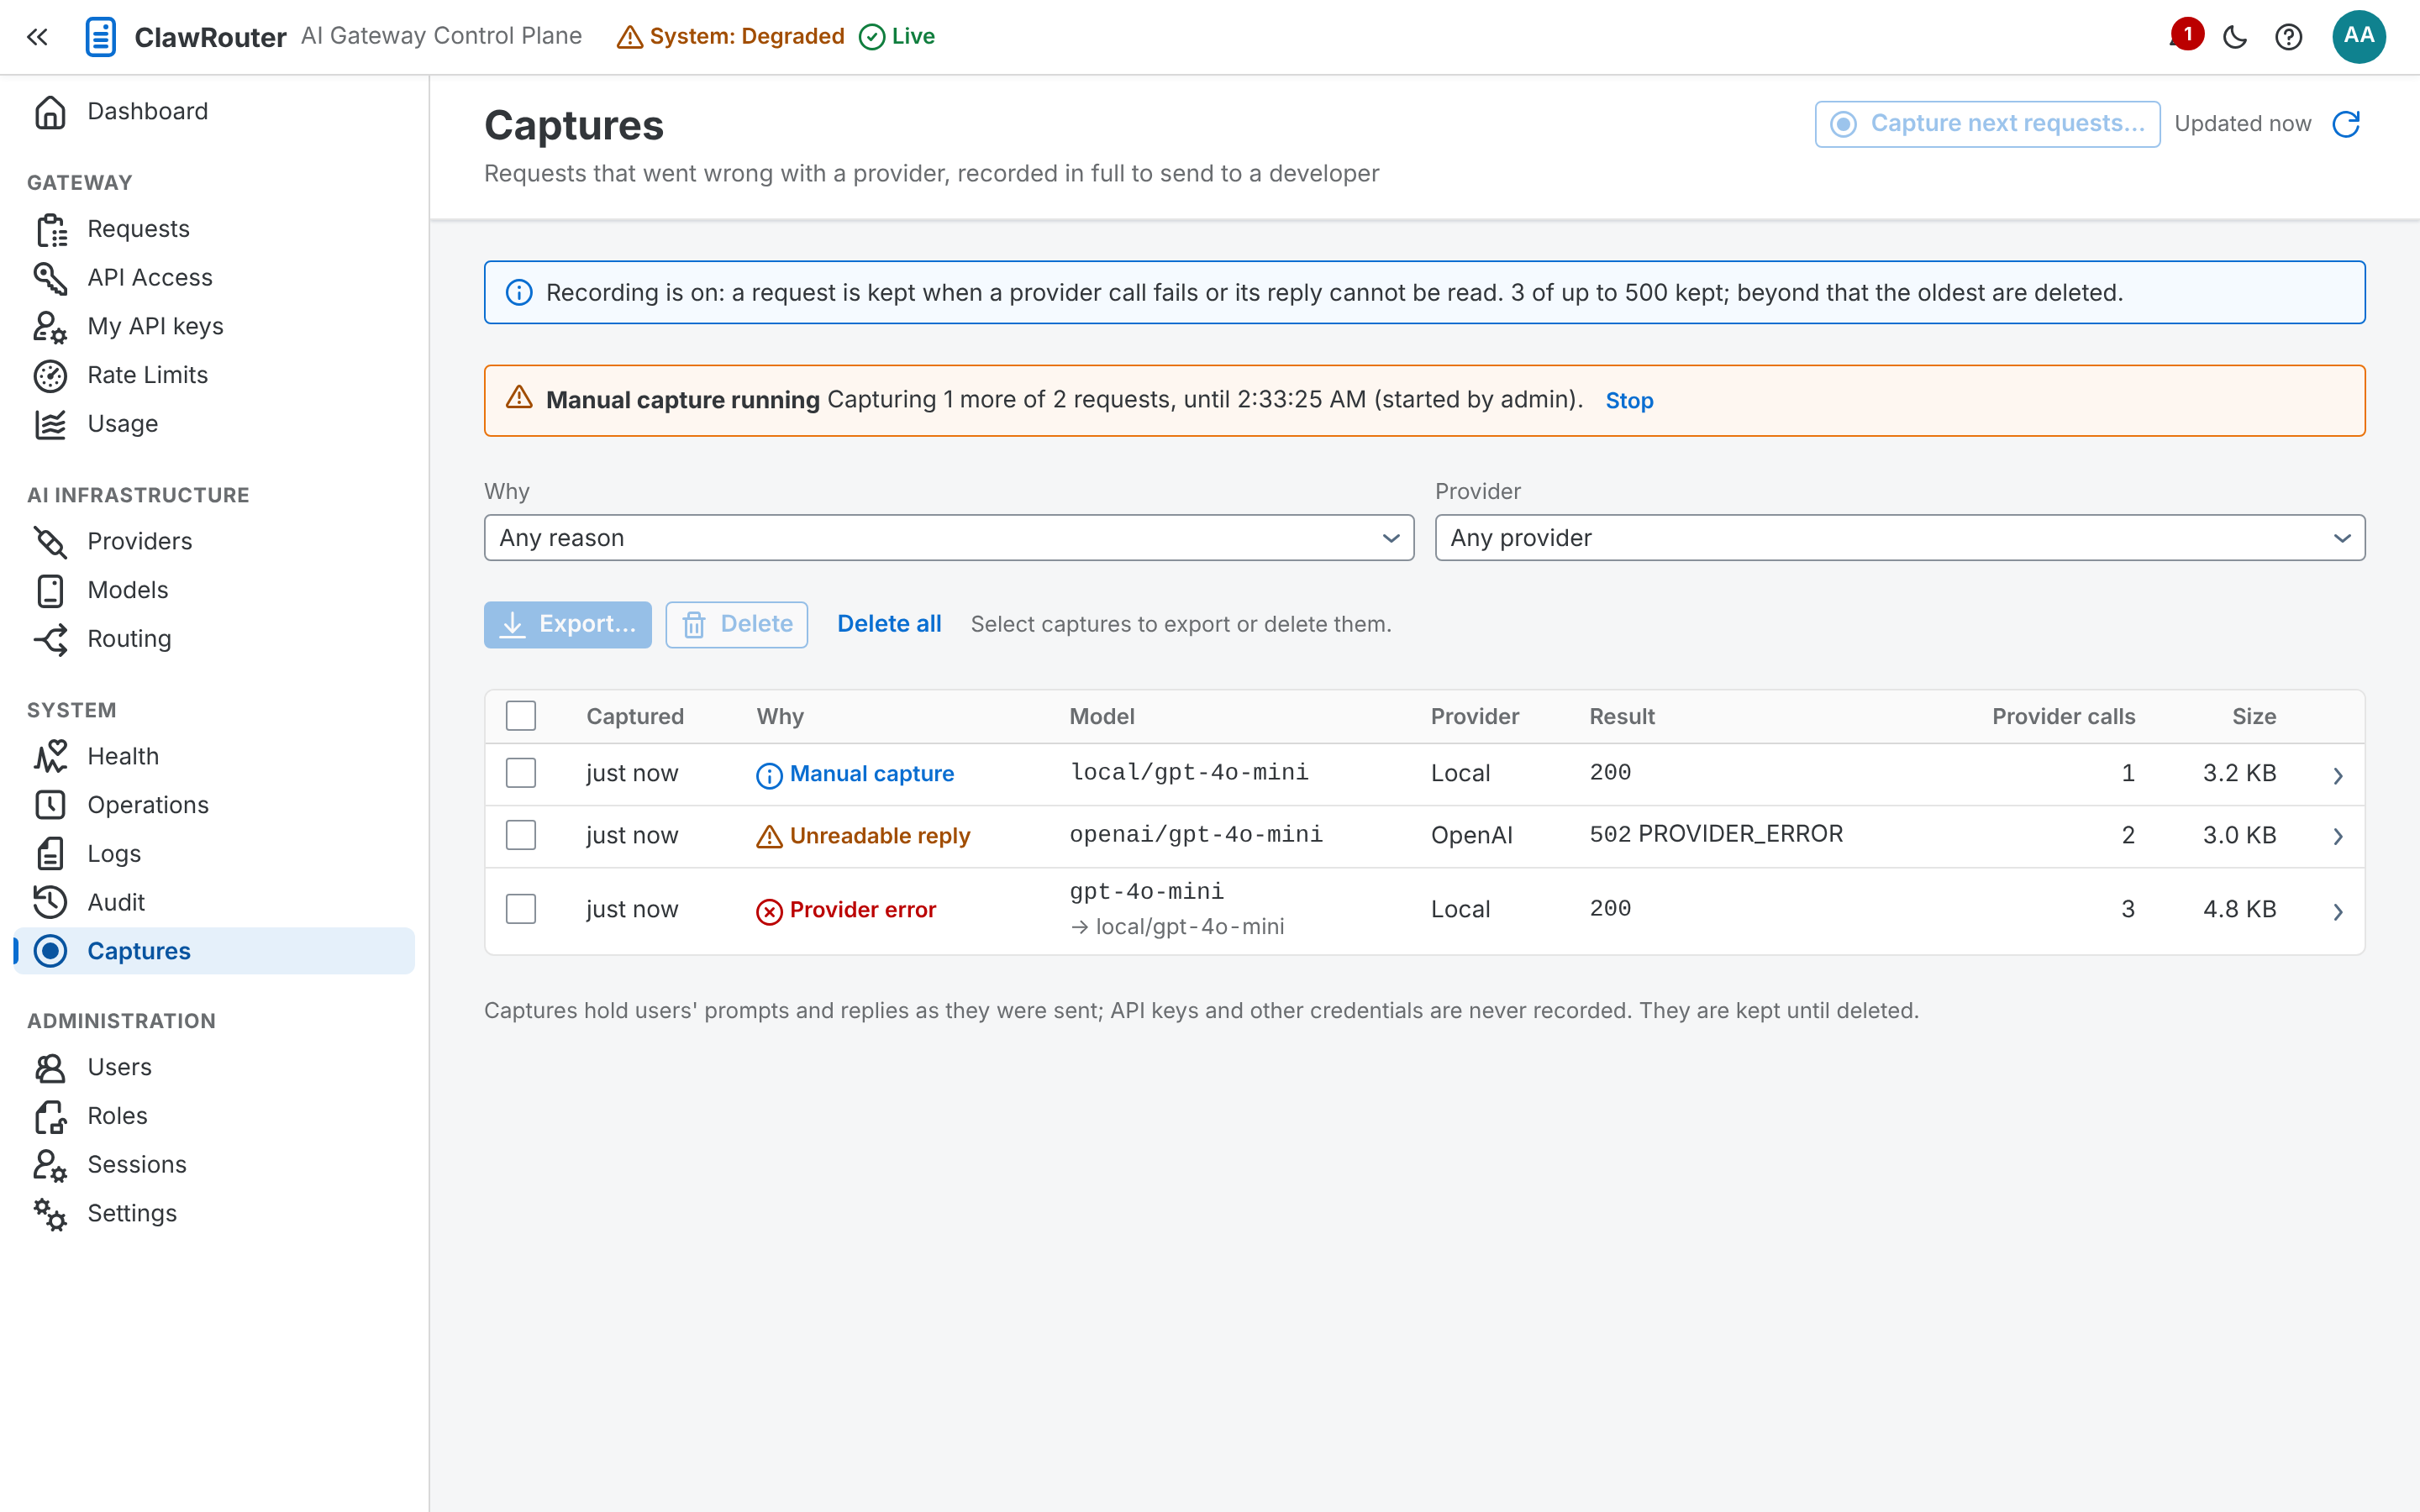 ClawRouter AI Gateway Control Plane System: Degraded Live 1 AA
Dashboard
GATEWAY
Requests
API Access
My API keys
Rate Limits
Usage
AI INFRASTRUCTURE
Providers
Models
Routing
SYSTEM
Health
Operations
Logs
Audit
Captures
ADMINISTRATION
Users
Roles
Sessions
Settings
Captures
Capture next requests... Updated now
Requests that went wrong with a provider, recorded in full to send to a developer
Recording is on: a request is kept when a provider call fails or its reply cannot be read. 3 of up to 500 kept; beyond that the oldest are deleted.
Manual capture running Capturing 1 more of 2 requests, until 2:33:25 AM (started by admin). Stop
Why Provider
Any reason Any provider
Export... Delete Delete all Select captures to export or delete them.
Captured Why Model Provider Result Provider calls Size
just now Manual capture local/gpt-4o-mini Local 200 1 3.2 KB
just now Unreadable reply openai/gpt-4o-mini OpenAI 502 PROVIDER_ERROR 2 3.0 KB
just now Provider error gpt-4o-mini Local 200 3 4.8 KB
→ local/gpt-4o-mini
Captures hold users' prompts and replies as they were sent; API keys and other credentials are never recorded. They are kept until deleted.